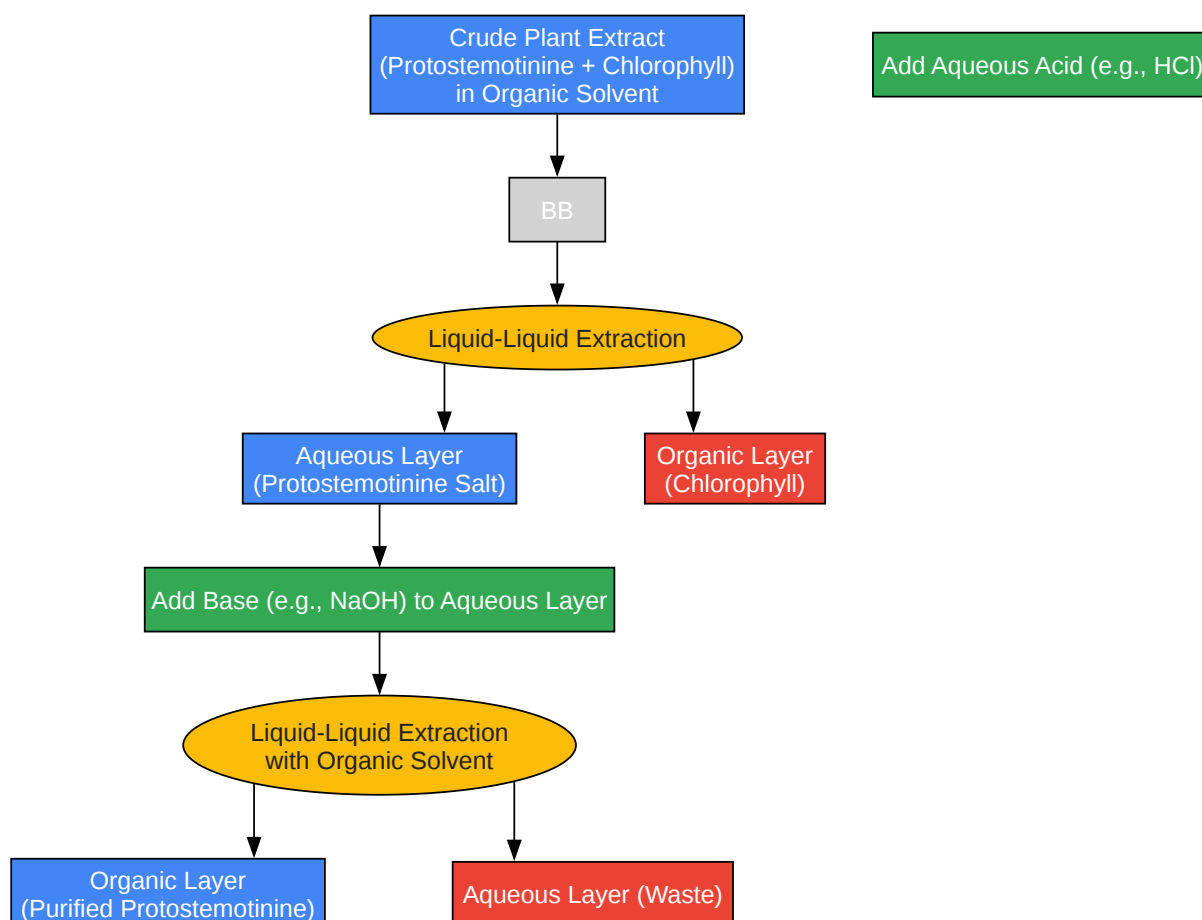 Crude Plant Extract
(Protostemotinine + Chlorophyll)
in Organic Solvent
Add Aqueous Acid (e.g., HCl)
BB
Liquid-Liquid Extraction
Aqueous Layer
(Protostemotinine Salt)
Organic Layer
(Chlorophyll)
Add Base (e.g., NaOH) to Aqueous Layer
Liquid-Liquid Extraction
with Organic Solvent
Organic Layer
(Purified Protostemotinine)
Aqueous Layer (Waste)